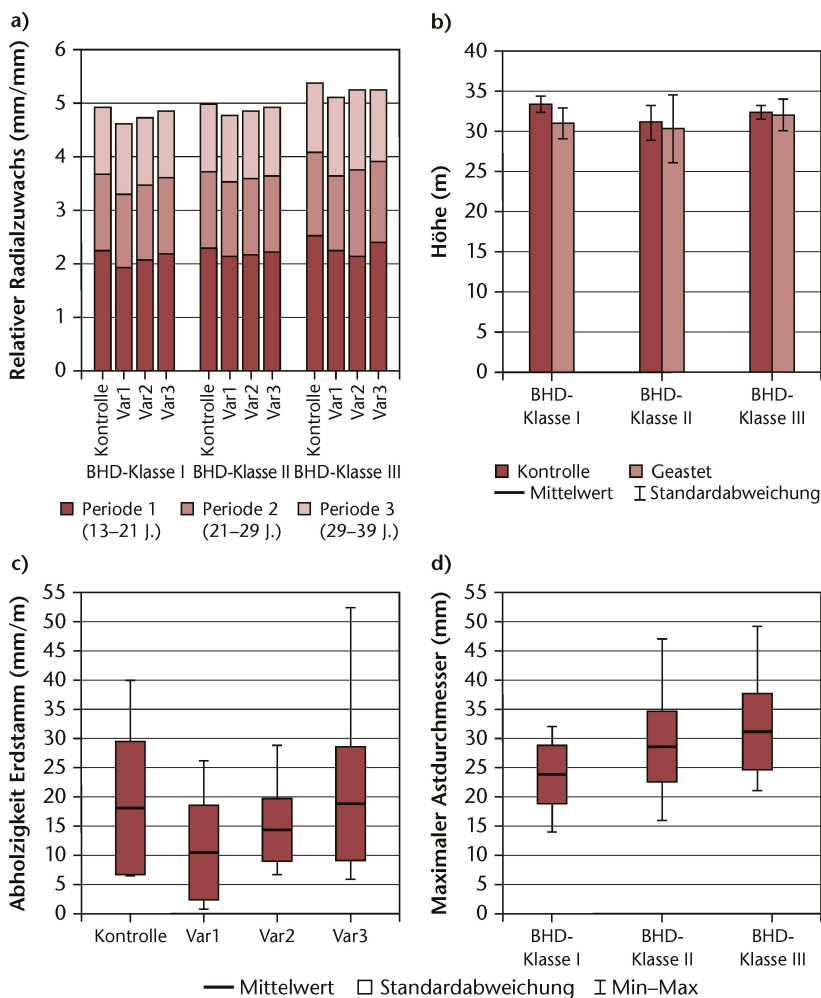 a)
Relativer Radialzuwachs (mm/mm)
6
5
4
3
2
1
0
Kontrolle Var1 Var2 Var3 Kontrolle Var1 Var2 Var3 Kontrolle Var1 Var2 Var3
BHD-Klasse I BHD-Klasse II BHD-Klasse III
Periode 1 Periode 2 Periode 3
(13–21 J.) (21–29 J.) (29–39 J.)
b)
Höhe (m)
40
35
30
25
20
15
10
5
0
BHD- BHD- BHD-
Klasse I Klasse II Klasse III
Kontrolle Geastet
Mittelwert Standardabweichung
c)
Abholzigkeit Erdstamm (mm/m)
55
50
45
40
35
30
25
20
15
10
5
0
Kontrolle Var1 Var2 Var3
d)
Maximaler Astdurchmesser (mm)
55
50
45
40
35
30
25
20
15
10
5
0
BHD- BHD- BHD-
Klasse I Klasse II Klasse III
Mittelwert Standardabweichung Min–Max